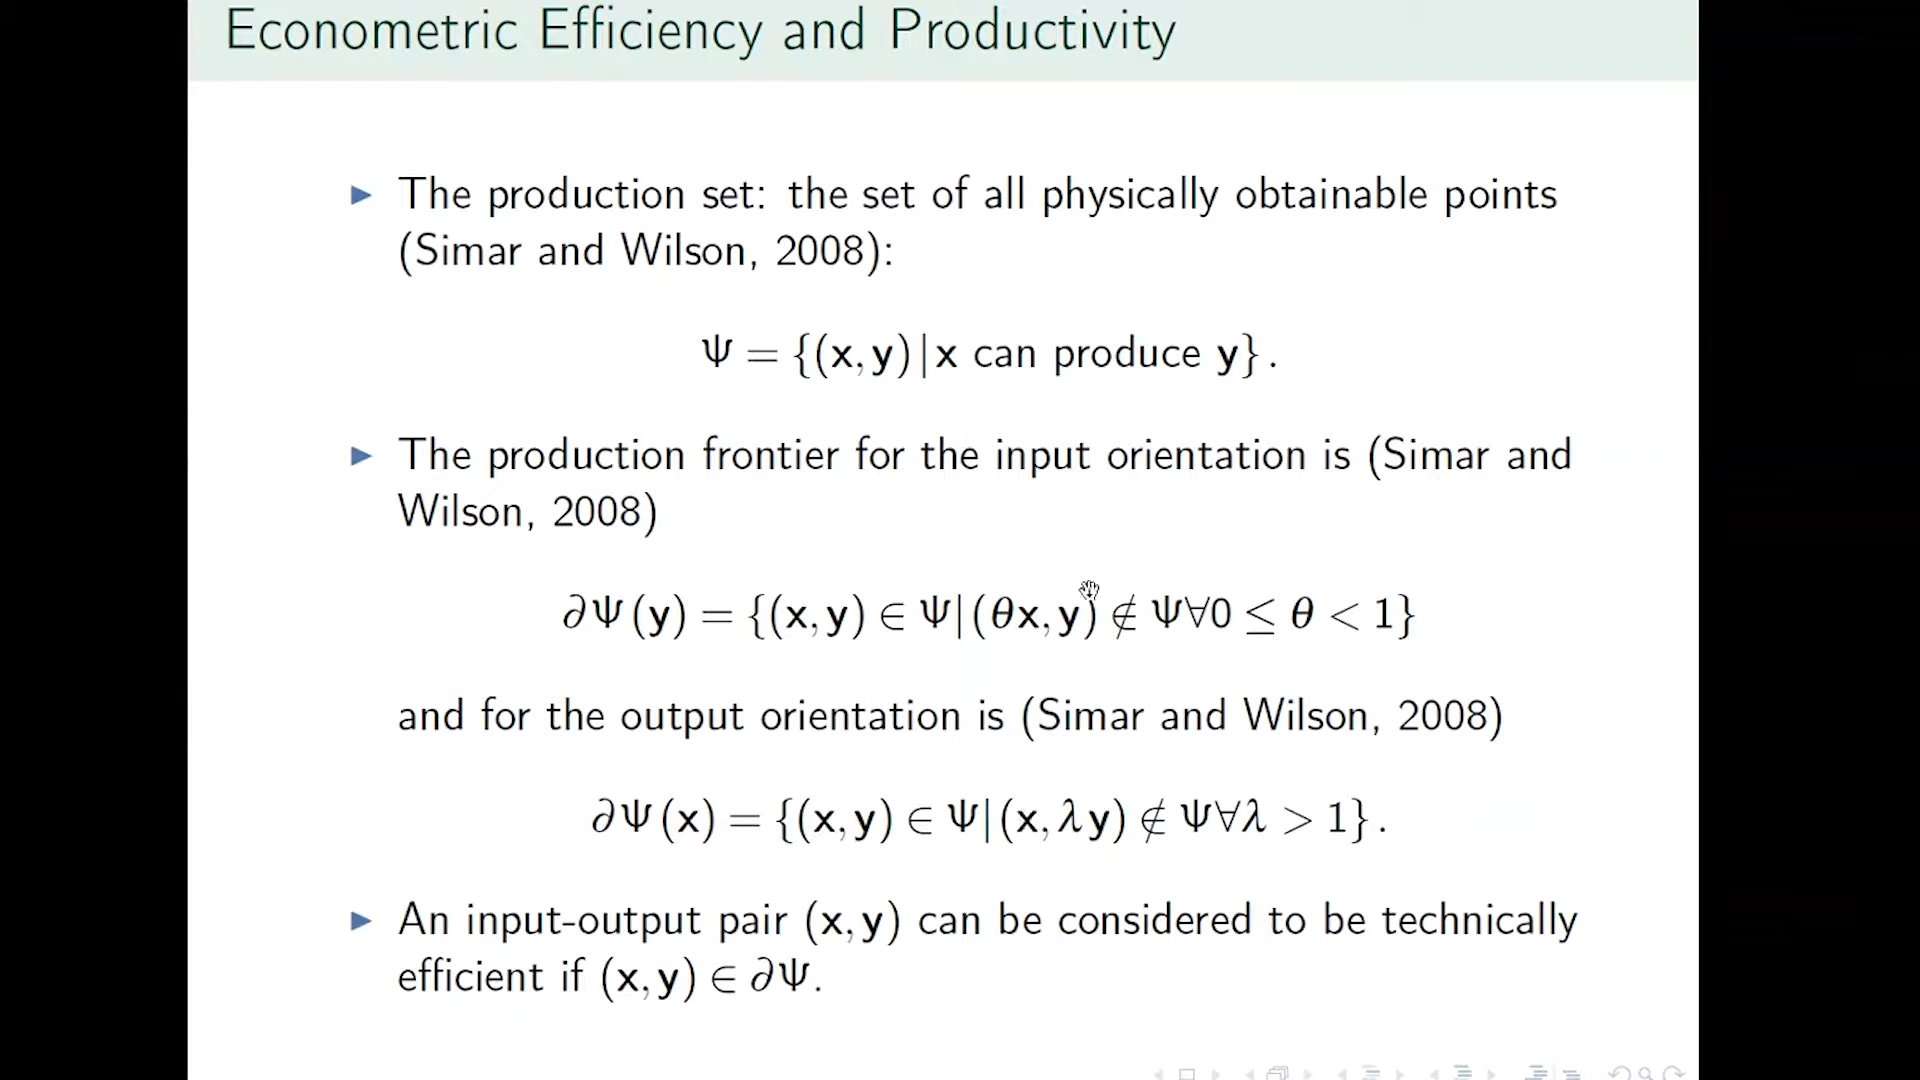 Econometric Efficiency and Productivity
▶ The production set: the set of all physically obtainable points
(Simar and Wilson, 2008):
Ψ = {(x, y) | x can produce y} .
▶ The production frontier for the input orientation is (Simar and
Wilson, 2008)
∂Ψ(y) = {(x, y) ∈ Ψ| (θx, y) ∉ Ψ∀0 ≤ θ < 1}
and for the output orientation is (Simar and Wilson, 2008)
∂Ψ(x) = {(x, y) ∈ Ψ| (x, λy) ∉ Ψ∀λ > 1} .
▶ An input-output pair (x, y) can be considered to be technically
efficient if (x, y) ∈ ∂Ψ.